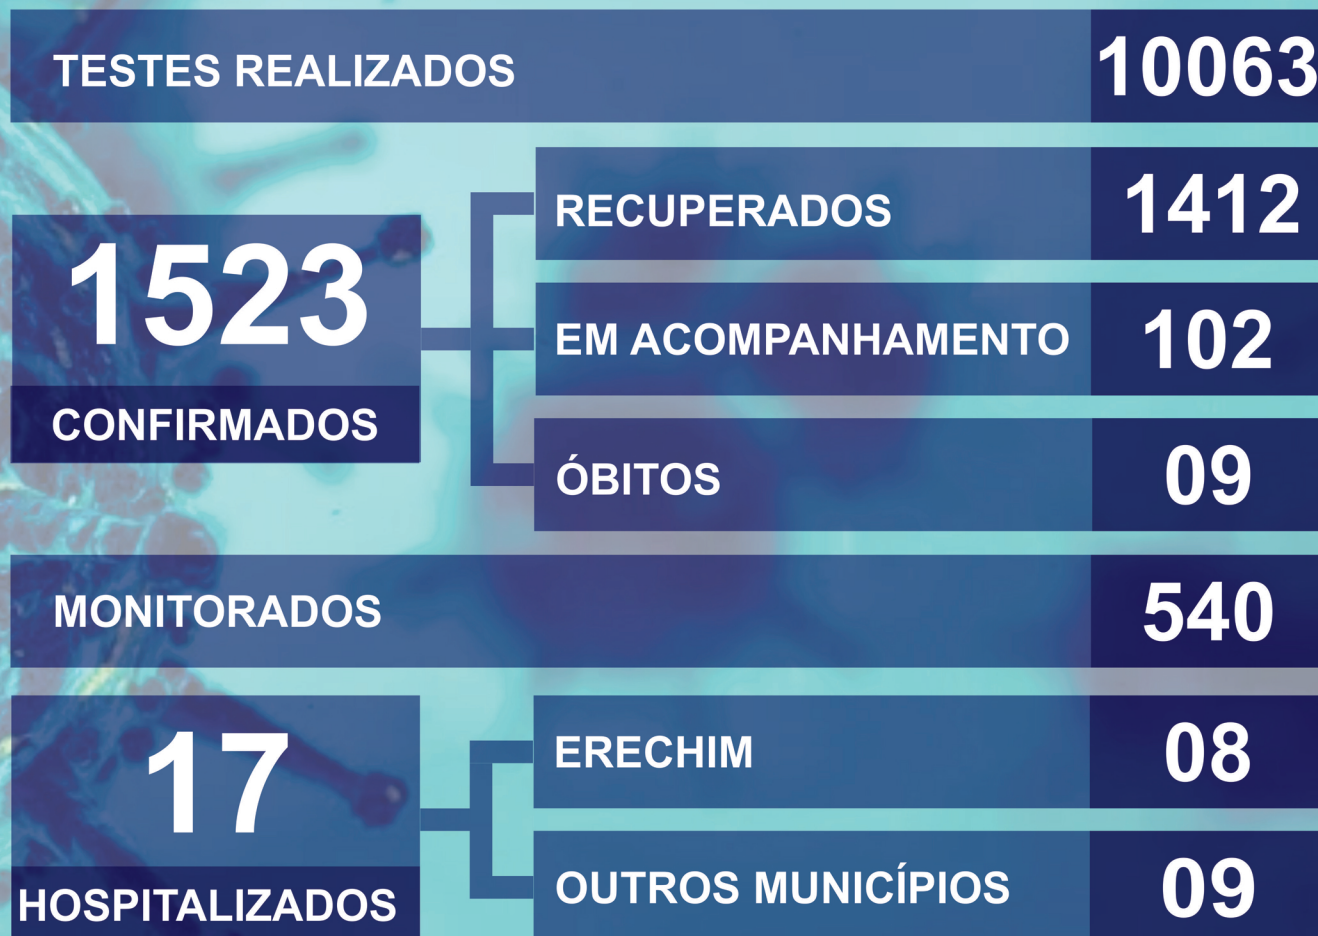 TESTES REALIZADOS 10063
1523
CONFIRMADOS
RECUPERADOS 1412
EM ACOMPANHAMENTO 102
ÓBITOS 09
MONITORADOS 540
17
HOSPITALIZADOS
ERECHIM 08
OUTROS MUNICÍPIOS 09